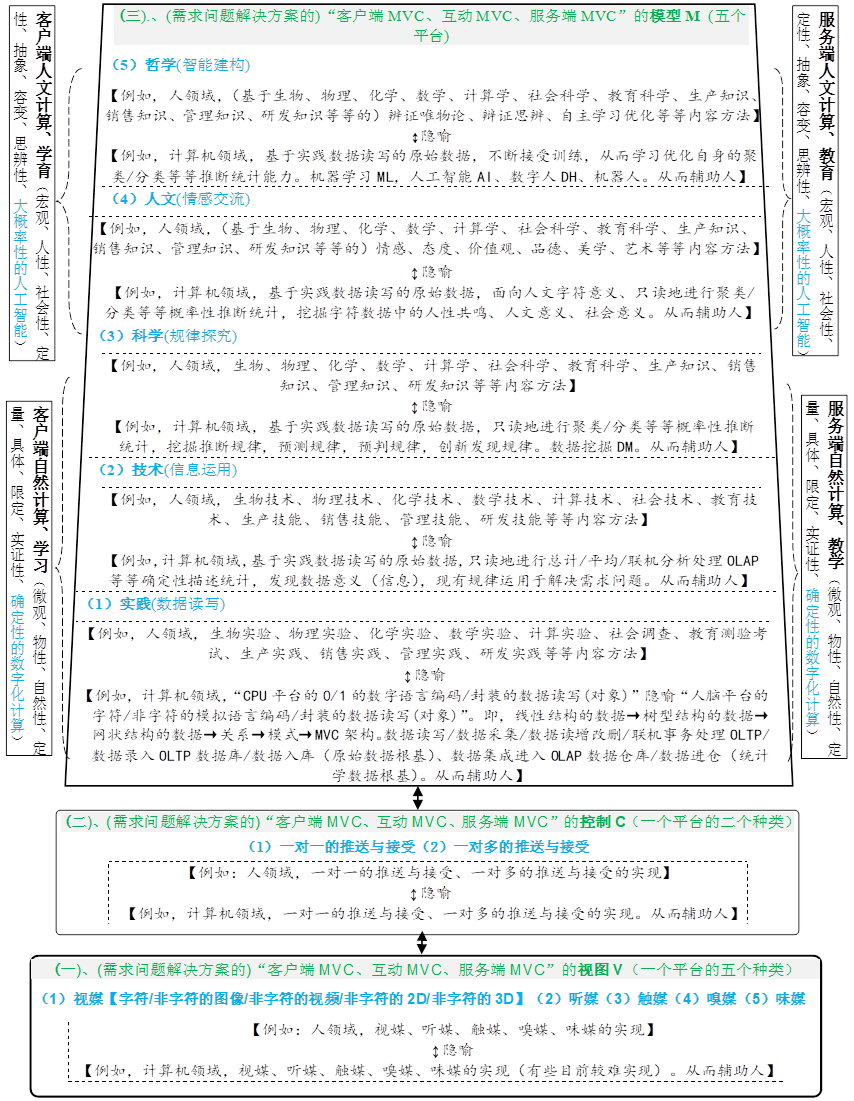 (三).、(需求问题解决方案的)“客户端 MVC、互动 MVC、服务端 MVC”的模型 M（五个
平台)
（5）哲学(智能建构)
【例如，人领域，（基于生物、物理、化学、数学、计算学、社会科学、教育科学、生产知识、
销售知识、管理知识、研发知识等等的）辨证唯物论、辩证思辨、自主学习优化等等内容方法】
↕隐喻
【例如，计算机领域，基于实践数据读写的原始数据，不断接受训练，从而学习优化自身的聚
类/分类等等推断统计能力。机器学习 ML，人工智能 AI、数字人 DH、机器人。从而辅助人】
（4）人文(情感交流)
【例如，人领域，（基于生物、物理、化学、数学、计算学、社会科学、教育科学、生产知识、
销售知识、管理知识、研发知识等等的）情感、态度、价值观、品德、美学、艺术等等内容方法】
↕隐喻
【例如，计算机领域，基于实践数据读写的原始数据，面向人文字符意义、只读地进行聚类/
分类等等概率性推断统计，挖掘字符数据中的人性共鸣、人文意义、社会意义。从而辅助人】
（3）科学(规律探究)
【例如，人领域，生物、物理、化学、数学、计算学、社会科学、教育科学、生产知识、销售
知识、管理知识、研发知识等等内容方法】
↕隐喻
【例如，计算机领域，基于实践数据读写的原始数据，只读地进行聚类/分类等等概率性推断
统计，挖掘推断规律，预测规律，预判规律，创新发现规律。数据挖掘 DM。从而辅助人】
（2）技术(信息运用)
【例如，人领域，生物技术、物理技术、化学技术、数学技术、计算技术、社会技术、教育技
术、生产技能、销售技能、管理技能、研发技能等等内容方法】
↕隐喻
【例如,计算机领域,基于实践数据读写的原始数据,只读地进行总计/平均/联机分析处理 OLAP
等等确定性描述统计，发现数据意义（信息），现有规律运用于解决需求问题。从而辅助人】
（1）实践(数据读写)
【例如，人领域，生物实验、物理实验、化学实验、数学实验、计算实验、社会调查、教育测验考
试、生产实践、销售实践、管理实践、研发实践等等内容方法】
↕隐喻
【例如，计算机领域，“CPU 平台的 0/1 的数字语言编码/封装的数据读写(对象)”隐喻“人脑平台的
字符/非字符的模拟语言编码/封装的数据读写(对象)”。即，线性结构的数据→树型结构的数据→
网状结构的数据→关系→模式→MVC 架构。数据读写/数据采集/数据读增改删/联机事务处理 OLTP/
数据录入 OLTP 数据库/数据入库（原始数据根基）、数据集成进入 OLAP 数据仓库/数据进仓（统计
学数据根基）。从而辅助人】
客户端人文计算、学育（宏观、人性、社会性、定
性、抽象、容变、思辨性、大概率性的人工智能）
客户端自然计算、学习（微观、物性、自然性、定
量、具体、限定、实证性、确定性的数字化计算）
服务端人文计算、教育（宏观、人性、社会性、
定性、抽象、容变、思辨性、大概率性的人工智能）
服务端自然计算、教学（微观、物性、自然性、定
量、具体、限定、实证性、确定性的数字化计算）
(二)、(需求问题解决方案的)“客户端 MVC、互动 MVC、服务端 MVC”的控制 C（一个平台的二个种类）
（1）一对一的推送与接受（2）一对多的推送与接受
【例如：人领域，一对一的推送与接受、一对多的推送与接受的实现】
↕隐喻
【例如，计算机领域，一对一的推送与接受、一对多的推送与接受的实现。从而辅助人】
(一)、(需求问题解决方案的)“客户端 MVC、互动 MVC、服务端 MVC”的视图 V（一个平台的五个种类）
（1）视媒【字符/非字符的图像/非字符的视频/非字符的 2D/非字符的 3D】（2）听媒（3）触媒（4）嗅媒（5）味媒
【例如：人领域，视媒、听媒、触媒、嗅媒、味媒的实现】
↕隐喻
【例如，计算机领域，视媒、听媒、触媒、嗅媒、味媒的实现（有些目前较难实现）。从而辅助人】